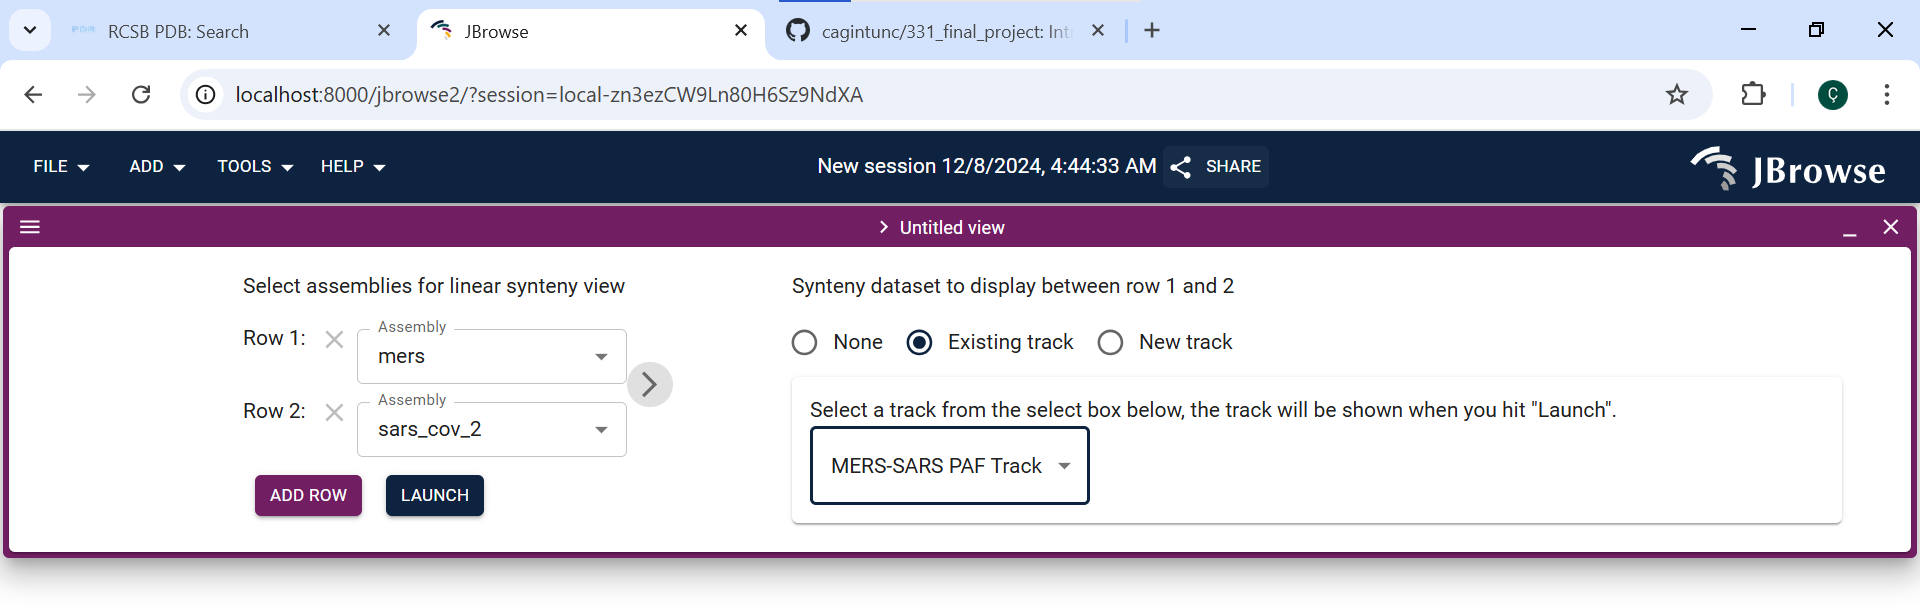 RCSB PDB: Search
JBrowse
cagintunc/331_final_project: Int
localhost:8000/jbrowse2/?session=local-zn3ezCW9Ln80H6Sz9NdXA
Ç
FILE ADD TOOLS HELP New session 12/8/2024, 4:44:33 AM SHARE JBrowse
Untitled view
Select assemblies for linear synteny view
Row 1:
Assembly
mers
Row 2:
Assembly
sars_cov_2
ADD ROW LAUNCH
Synteny dataset to display between row 1 and 2
None Existing track New track
Select a track from the select box below, the track will be shown when you hit "Launch".
MERS-SARS PAF Track